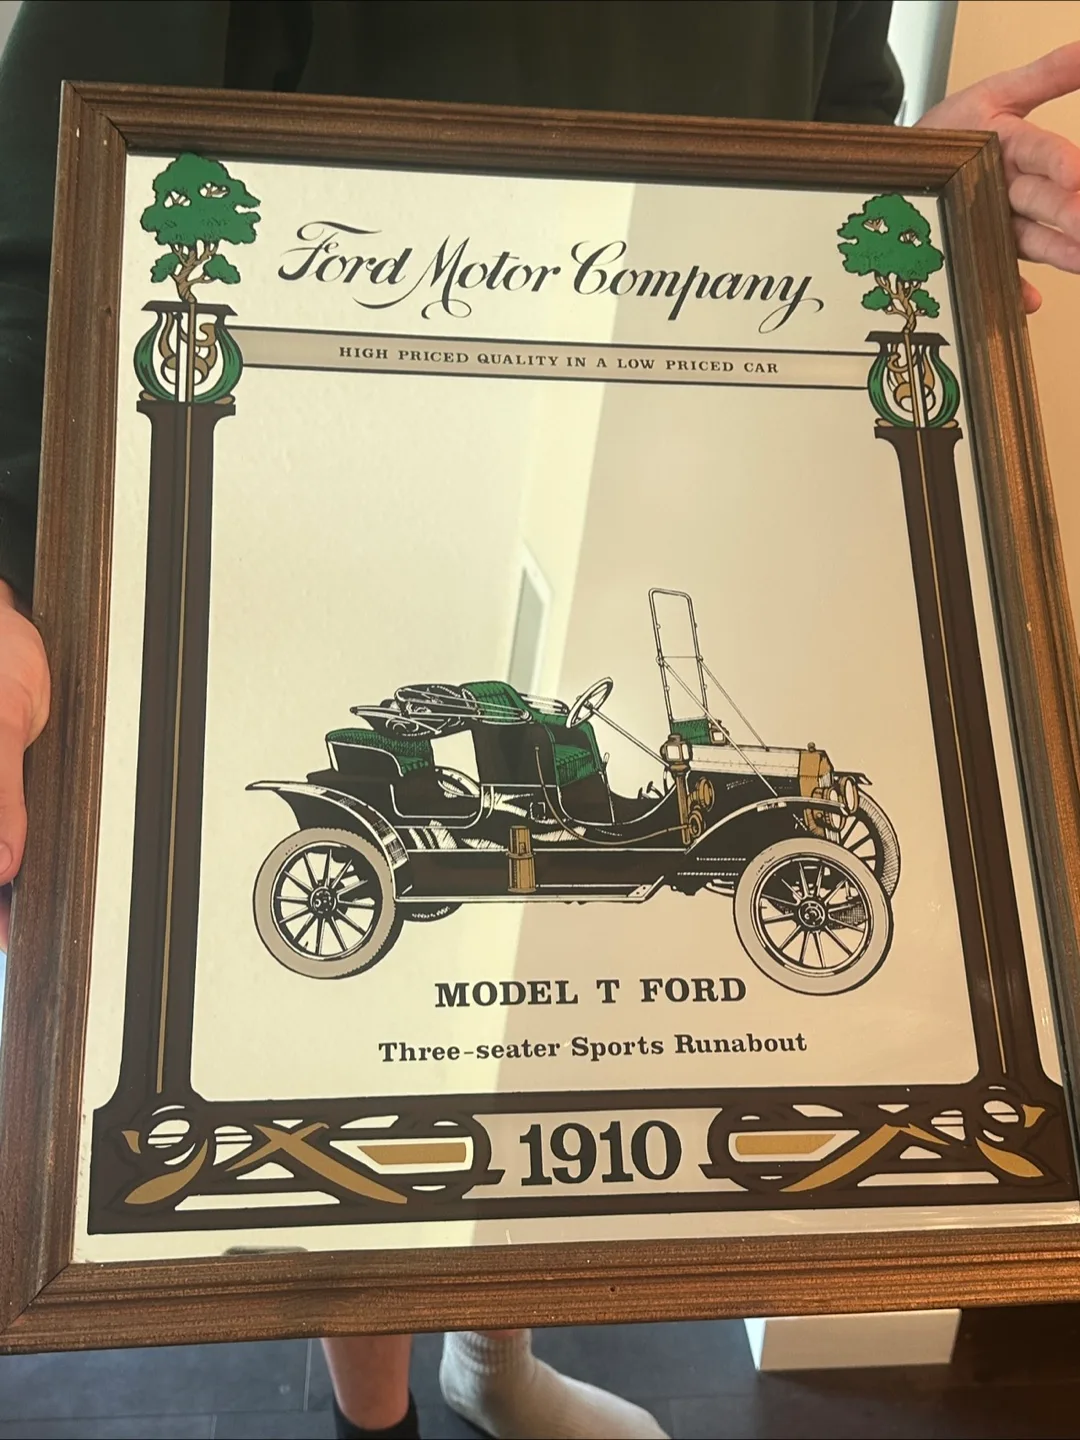 Ford Motor Company
HIGH PRICED QUALITY IN A LOW PRICED CAR
MODEL T FORD
Three-seater Sports Runabout
1910